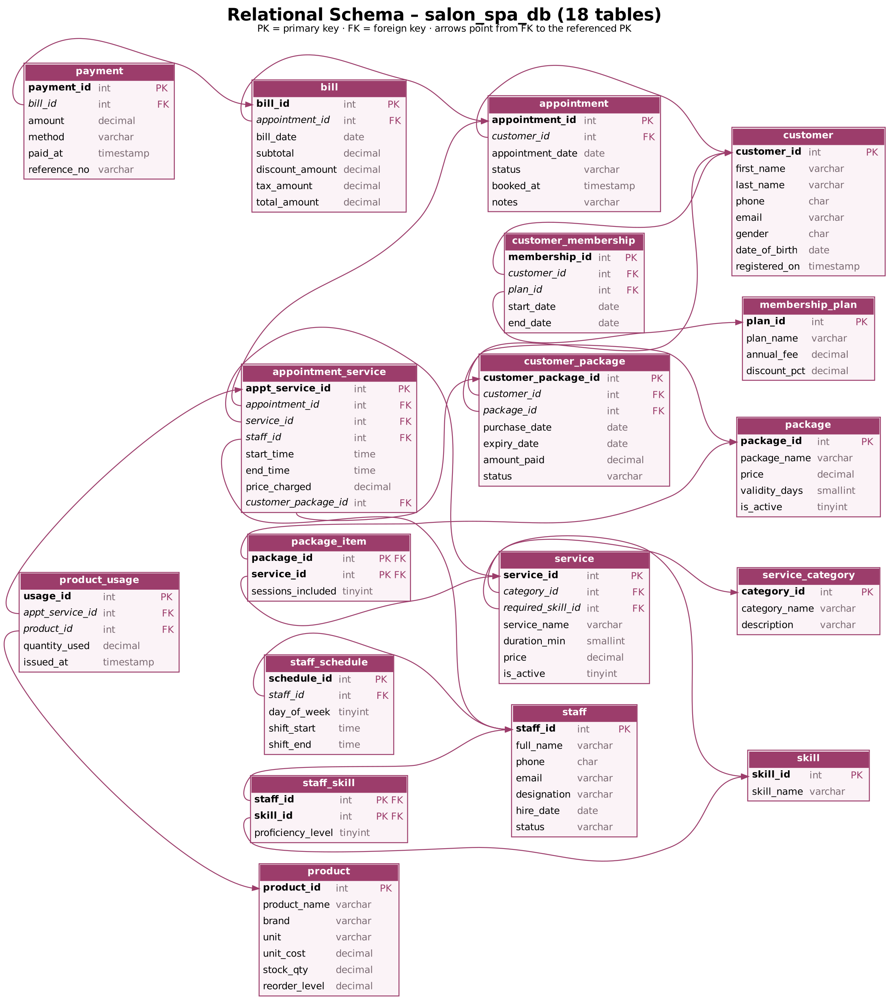 Relational Schema – salon_spa_db (18 tables)
PK = primary key · FK = foreign key · arrows point from FK to the referenced PK
payment
payment_id int PK
bill_id int FK
amount decimal
method varchar
paid_at timestamp
reference_no varchar
bill
bill_id int PK
appointment_id int FK
bill_date date
subtotal decimal
discount_amount decimal
tax_amount decimal
total_amount decimal
appointment
appointment_id int PK
customer_id int FK
appointment_date date
status varchar
booked_at timestamp
notes varchar
customer
customer_id int PK
first_name varchar
last_name varchar
phone char
email varchar
gender char
date_of_birth date
registered_on timestamp
customer_membership
membership_id int PK
customer_id int FK
plan_id int FK
start_date date
end_date date
membership_plan
plan_id int PK
plan_name varchar
annual_fee decimal
discount_pct decimal
appointment_service
appt_service_id int PK
appointment_id int FK
service_id int FK
staff_id int FK
start_time time
end_time time
price_charged decimal
customer_package_id int FK
customer_package
customer_package_id int PK
customer_id int FK
package_id int FK
purchase_date date
expiry_date date
amount_paid decimal
status varchar
package
package_id int PK
package_name varchar
price decimal
validity_days smallint
is_active tinyint
package_item
package_id int PK FK
service_id int PK FK
sessions_included tinyint
service
service_id int PK
category_id int FK
required_skill_id int FK
service_name varchar
duration_min smallint
price decimal
is_active tinyint
service_category
category_id int PK
category_name varchar
description varchar
product_usage
usage_id int PK
appt_service_id int FK
product_id int FK
quantity_used decimal
issued_at timestamp
staff_schedule
schedule_id int PK
staff_id int FK
day_of_week tinyint
shift_start time
shift_end time
staff
staff_id int PK
full_name varchar
phone char
email varchar
designation varchar
hire_date date
status varchar
skill
skill_id int PK
skill_name varchar
staff_skill
staff_id int PK FK
skill_id int PK FK
proficiency_level tinyint
product
product_id int PK
product_name varchar
brand varchar
unit varchar
unit_cost decimal
stock_qty decimal
reorder_level decimal